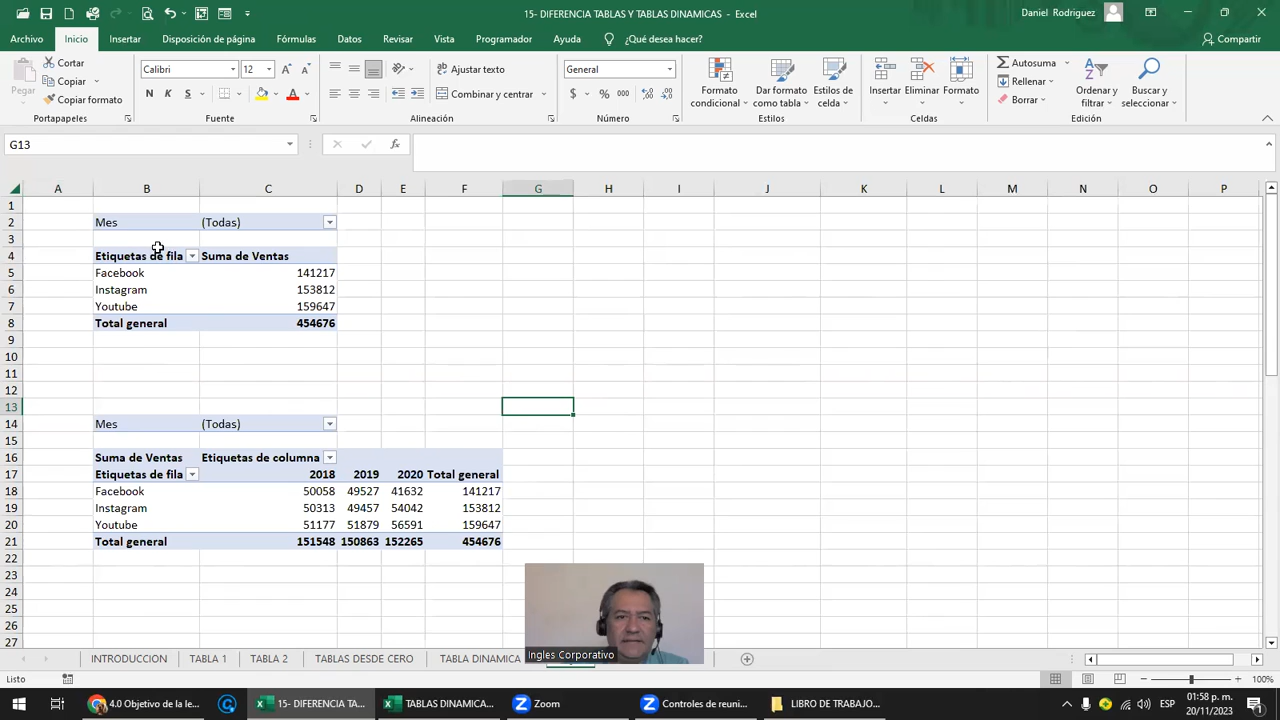 15- DIFERENCIA TABLAS Y TABLAS DINAMICAS - Excel
Daniel Rodriguez
Archivo Inicio Insertar Disposición de página Fórmulas Datos Revisar Vista Programador Ayuda ¿Qué desea hacer? Compartir
Pegar
Cortar
Copiar
Copiar formato
Portapapeles
Calibri 12
N K S
Fuente
Ajustar texto
Combinar y centrar
Alineación
General
$ % 000
Número
Formato condicional
Dar formato como tabla
Estilos de celda
Estilos
Insertar
Eliminar
Formato
Celdas
Autosuma
Rellenar
Borrar
Ordenar y filtrar
Buscar y seleccionar
Edición
G13
A B C D E F G H I J K L M N O P
1
2 Mes (Todas)
3
4 Etiquetas de fila Suma de Ventas
5 Facebook 141217
6 Instagram 153812
7 Youtube 159647
8 Total general 454676
9
10
11
12
13
14 Mes (Todas)
15
16 Suma de Ventas Etiquetas de columna
17 Etiquetas de fila 2018 2019 2020 Total general
18 Facebook 50058 49527 41632 141217
19 Instagram 50313 49457 54042 153812
20 Youtube 51177 51879 56591 159647
21 Total general 151548 150863 152265 454676
22
23
24
25
26
27
Ingles Corporativo
INTRODUCCION TABLA 1 TABLA 2 TABLAS DESDE CERO TABLA DINAMICA
Listo
100%
4.0 Objetivo de la le...
15- DIFERENCIA TA...
TABLAS DINAMICA...
Zoom
Controles de reuni...
LIBRO DE TRABAJO...
ESP
01:58 p. m.
20/11/2023